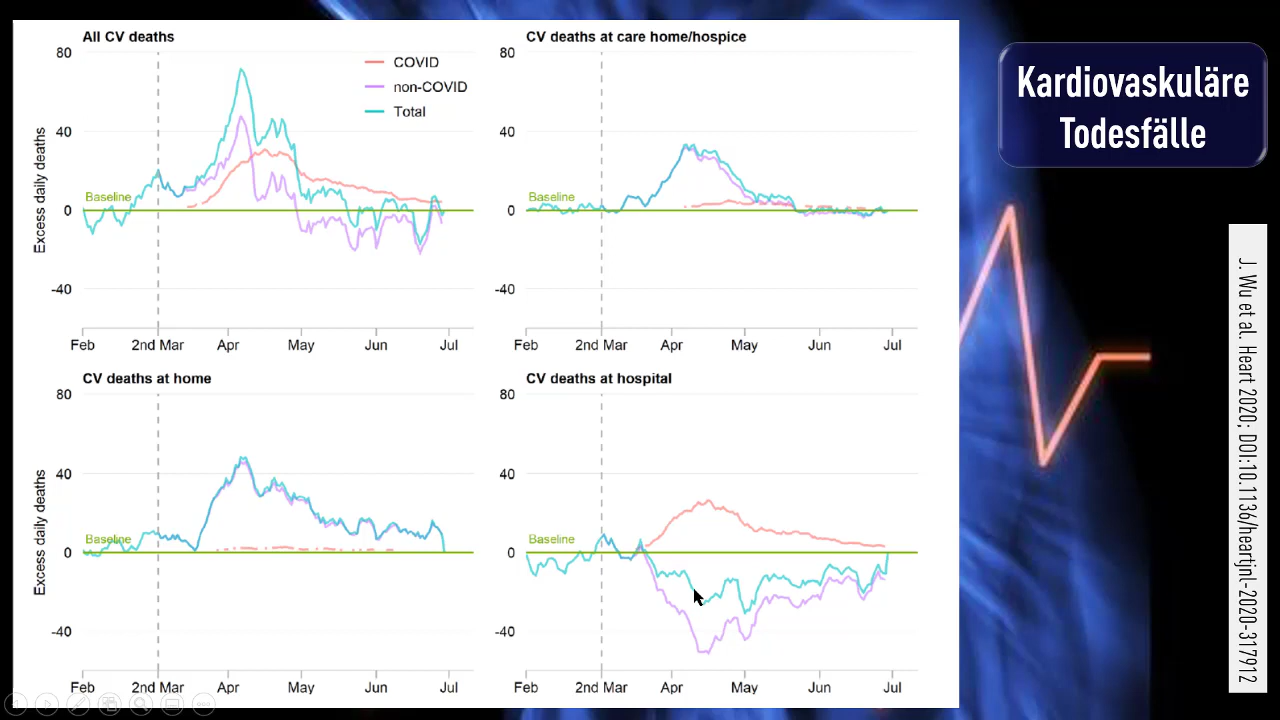 All CV deaths
80
40
0
-40
Excess daily deaths
Baseline
COVID
non-COVID
Total
Feb
2nd Mar
Apr
May
Jun
Jul
CV deaths at care home/hospice
80
40
0
-40
Baseline
Feb
2nd Mar
Apr
May
Jun
Jul
CV deaths at home
80
40
0
-40
Excess daily deaths
Baseline
Feb
2nd Mar
Apr
May
Jun
Jul
CV deaths at hospital
80
40
0
-40
Baseline
Feb
2nd Mar
Apr
May
Jun
Jul
Kardiovaskuläre
Todesfälle
J. Wu et al. Heart 2020; DOI:10.1136/heartjnl-2020-317912